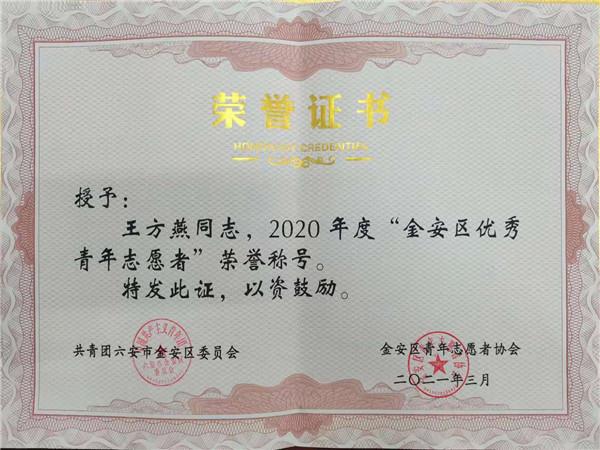 荣誉证书
HONORARY CREDENTIAL
授予：
王方燕同志，2020年度“金安区优秀
青年志愿者”荣誉称号。
特发此证，以资鼓励。
共青团六安市金安区委员会
金安区青年志愿者协会
二〇二一年三月